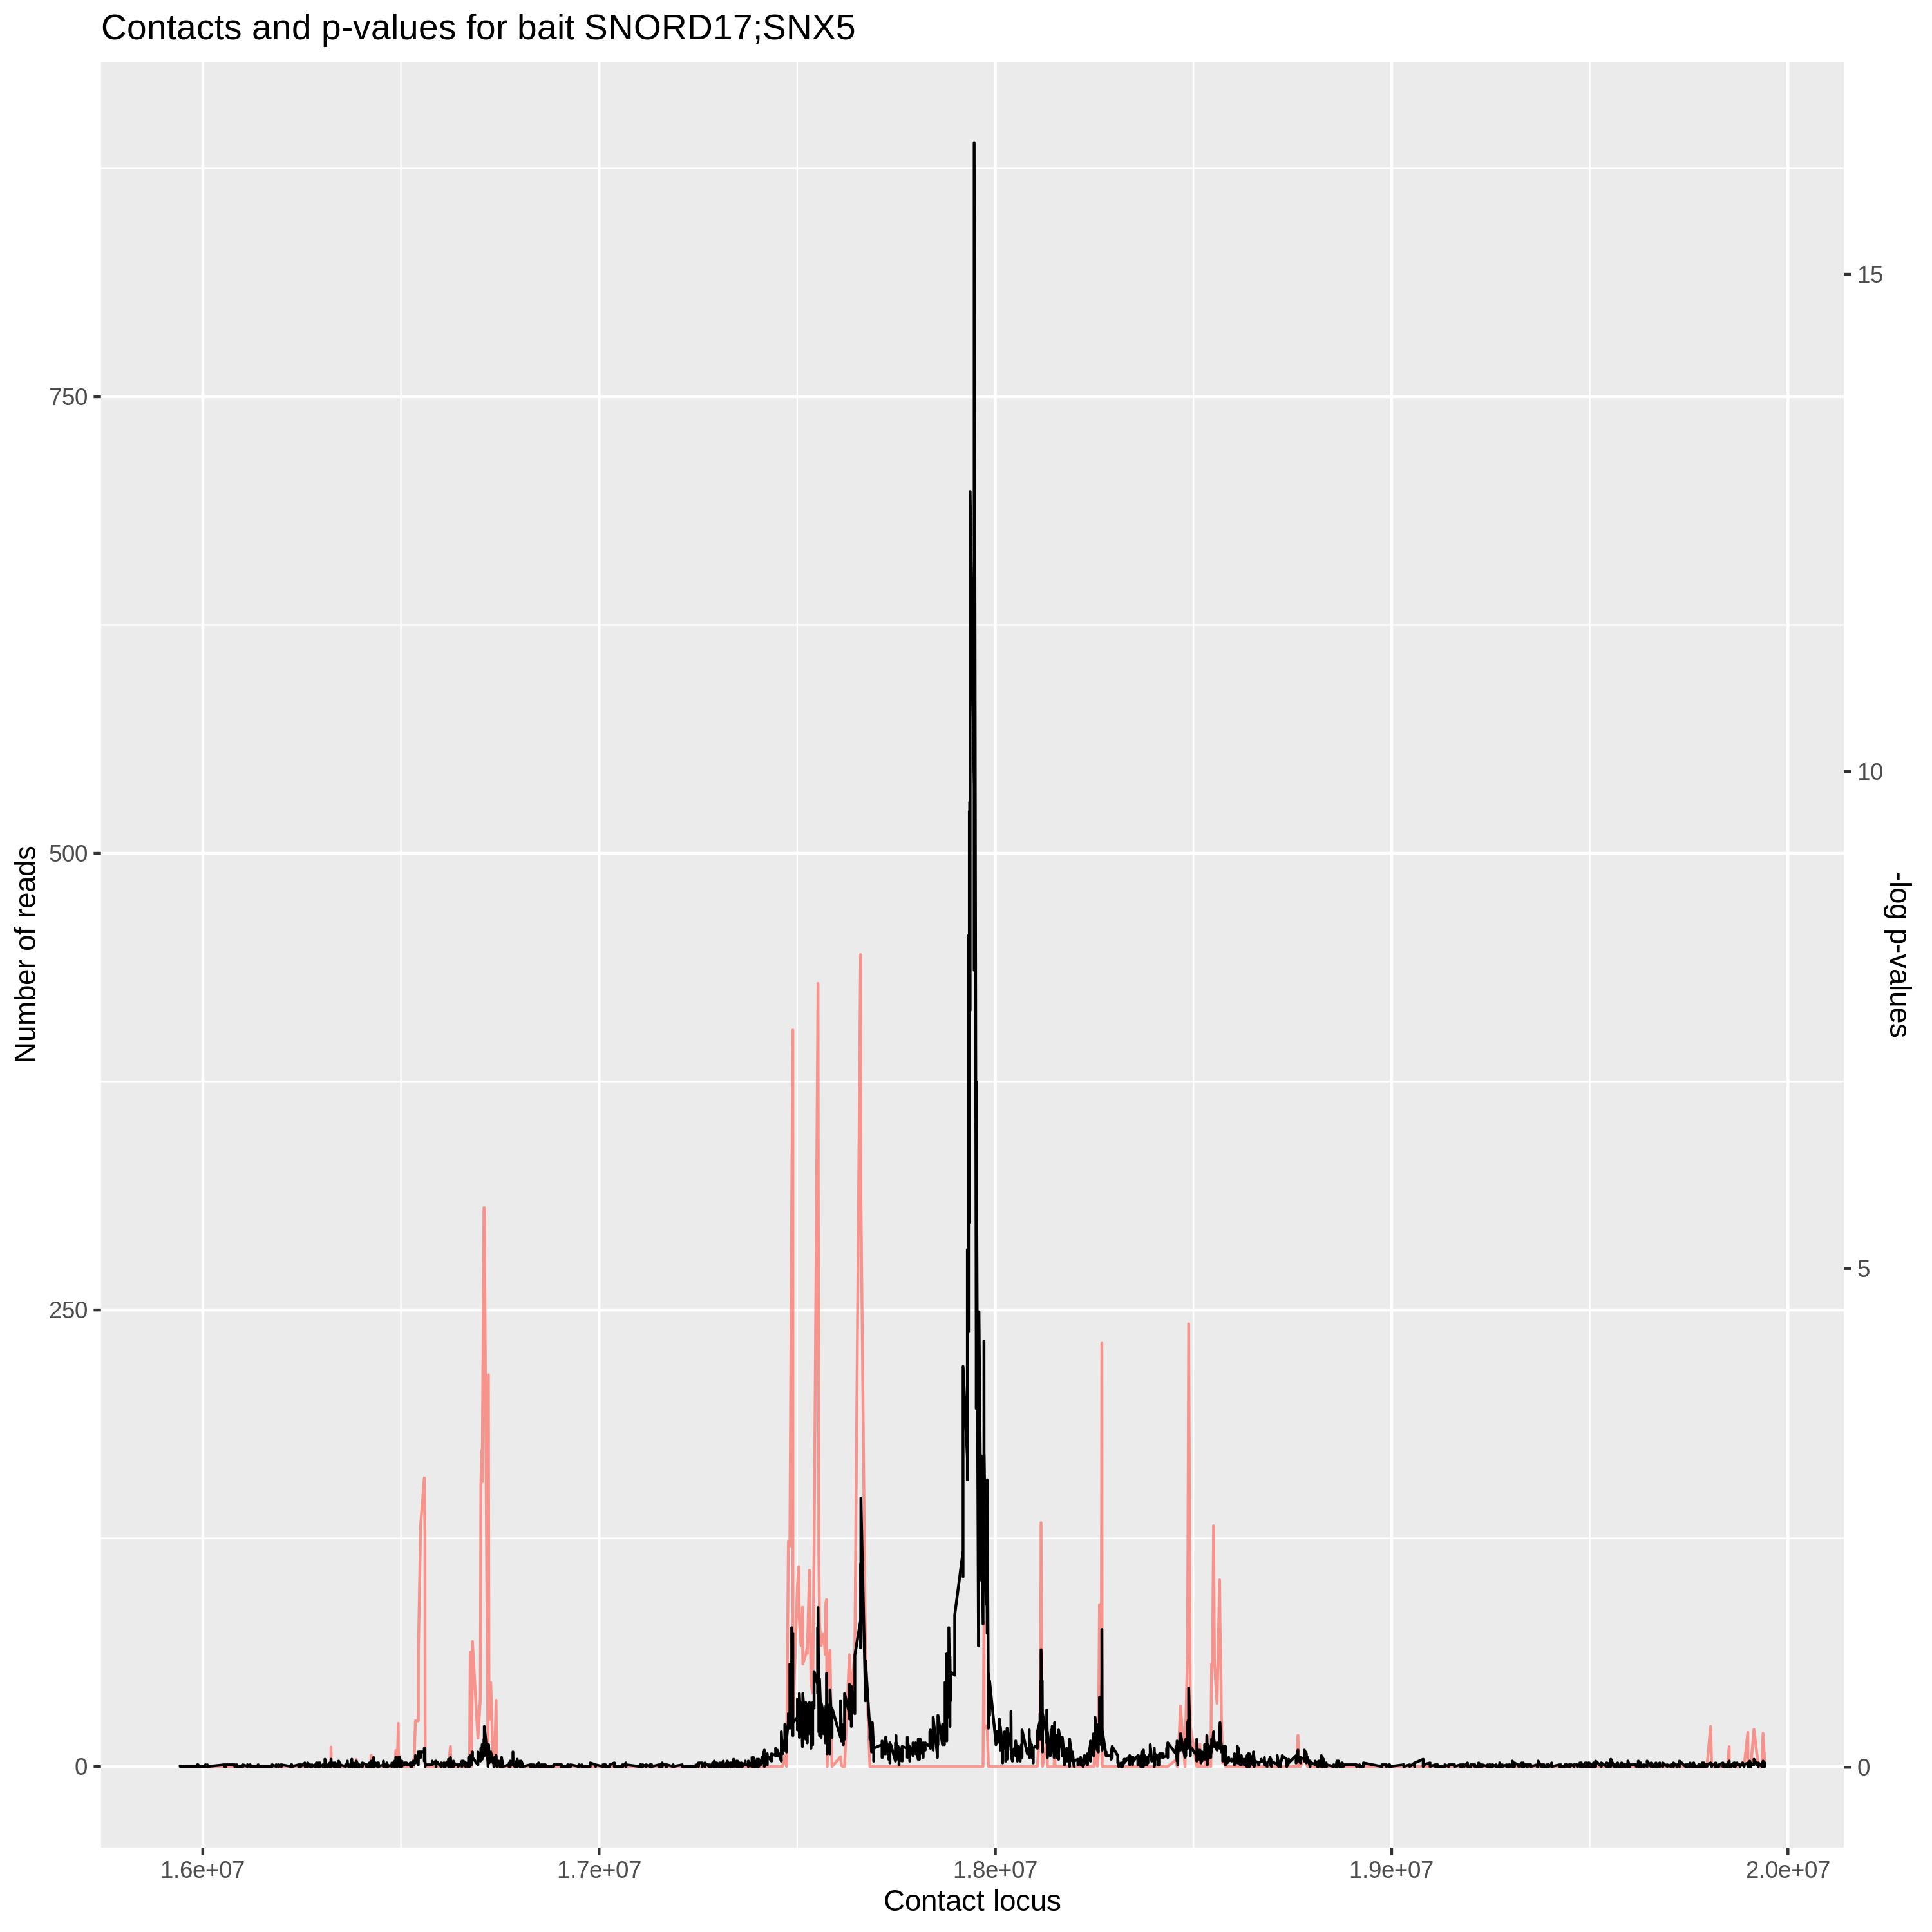 Contacts and p-values for bait SNORD17;SNX5
Number of reads
750
500
250
0
15
10
5
0
-log p-values
1.6e+07 1.7e+07 1.8e+07 1.9e+07 2.0e+07
Contact locus